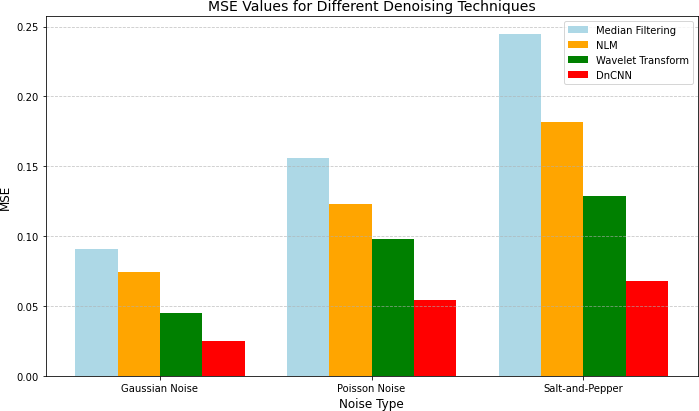 MSE Values for Different Denoising Techniques
0.25
0.20
0.15
0.10
0.05
0.00
MSE
Median Filtering
NLM
Wavelet Transform
DnCNN
Gaussian Noise
Poisson Noise
Salt-and-Pepper
Noise Type